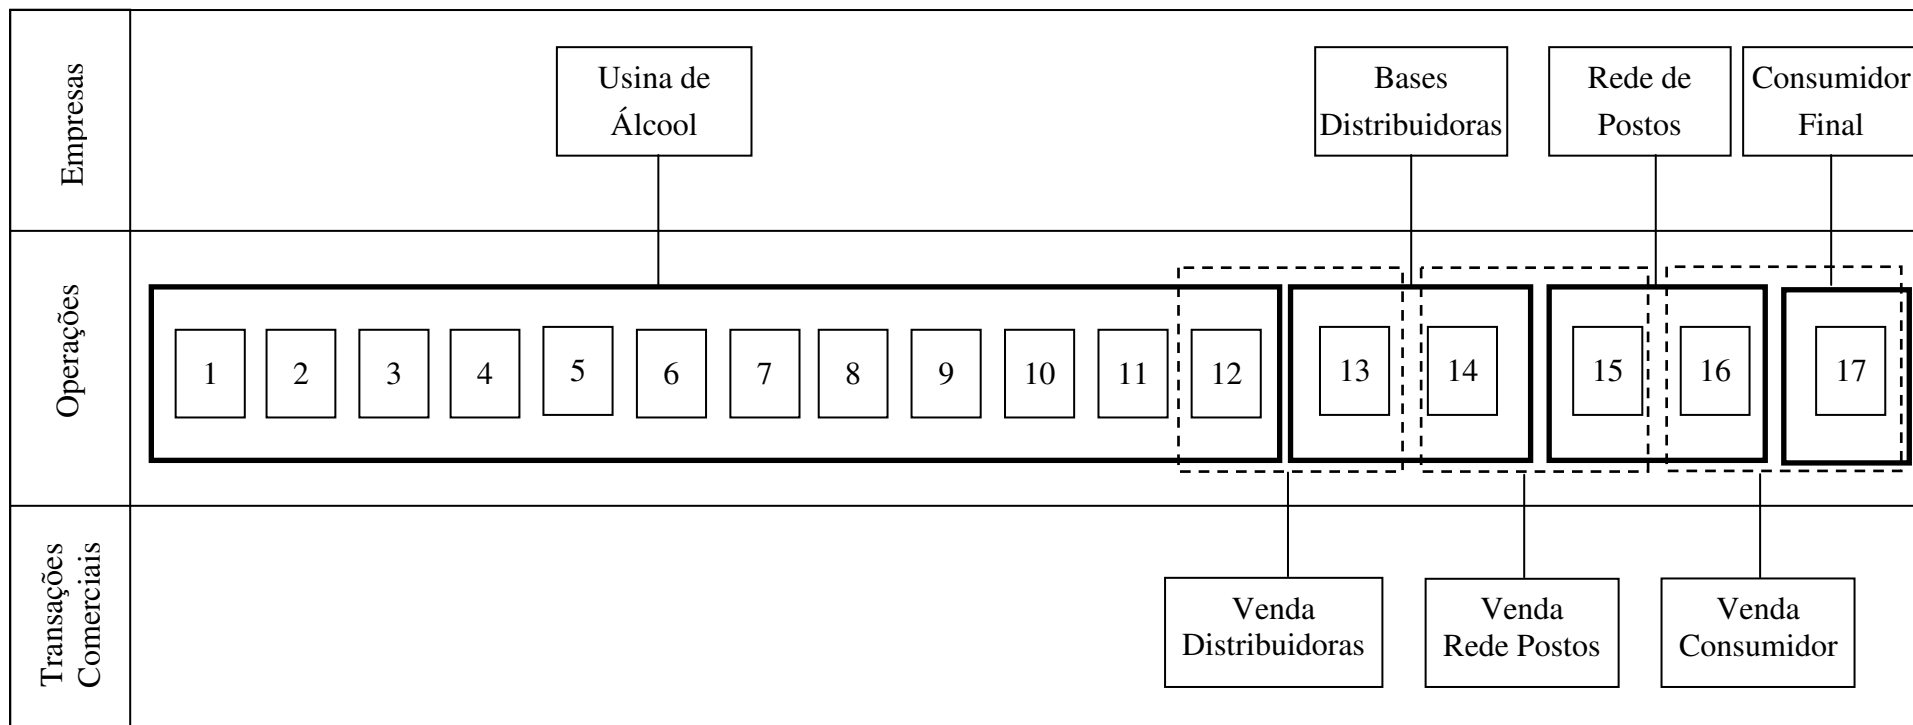 Empresas
Usina de
Álcool
Bases
Distribuidoras
Rede de
Postos
Consumidor
Final
Operações
1 2 3 4 5 6 7 8 9 10 11 12 13 14 15 16 17
Transações
Comerciais
Venda
Distribuidoras
Venda
Rede Postos
Venda
Consumidor